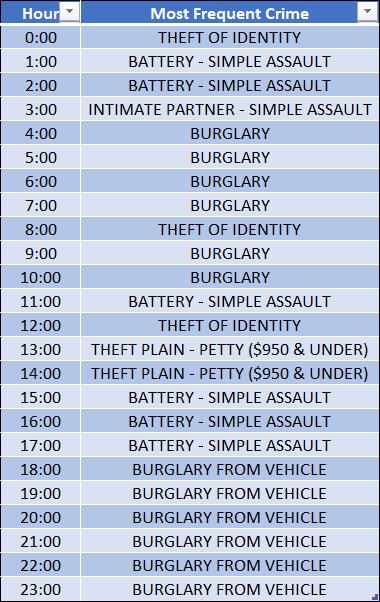 Hour Most Frequent Crime
0:00 THEFT OF IDENTITY
1:00 BATTERY - SIMPLE ASSAULT
2:00 BATTERY - SIMPLE ASSAULT
3:00 INTIMATE PARTNER - SIMPLE ASSAULT
4:00 BURGLARY
5:00 BURGLARY
6:00 BURGLARY
7:00 BURGLARY
8:00 THEFT OF IDENTITY
9:00 BURGLARY
10:00 BURGLARY
11:00 BATTERY - SIMPLE ASSAULT
12:00 THEFT OF IDENTITY
13:00 THEFT PLAIN - PETTY ($950 & UNDER)
14:00 THEFT PLAIN - PETTY ($950 & UNDER)
15:00 BATTERY - SIMPLE ASSAULT
16:00 BATTERY - SIMPLE ASSAULT
17:00 BATTERY - SIMPLE ASSAULT
18:00 BURGLARY FROM VEHICLE
19:00 BURGLARY FROM VEHICLE
20:00 BURGLARY FROM VEHICLE
21:00 BURGLARY FROM VEHICLE
22:00 BURGLARY FROM VEHICLE
23:00 BURGLARY FROM VEHICLE